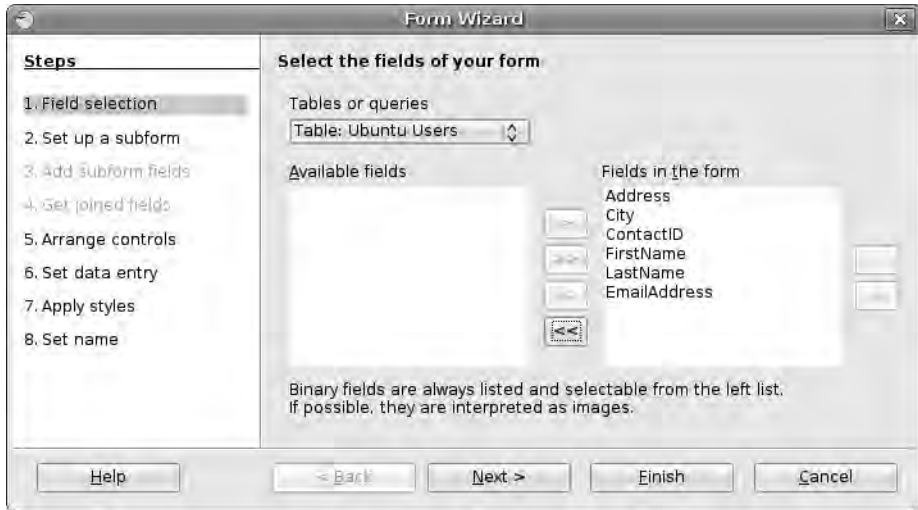 Form Wizard
Steps
1. Field selection
2. Set up a subform
3. Add subform fields
4. Get joined fields
5. Arrange controls
6. Set data entry
7. Apply styles
8. Set name
Select the fields of your form
Tables or queries
Table: Ubuntu Users
Available fields
Fields in the form
Address
City
ContactID
FirstName
LastName
EmailAddress
>
>>
<
<<
Binary fields are always listed and selectable from the left list.
If possible, they are interpreted as images.
Help
< Back
Next >
Finish
Cancel